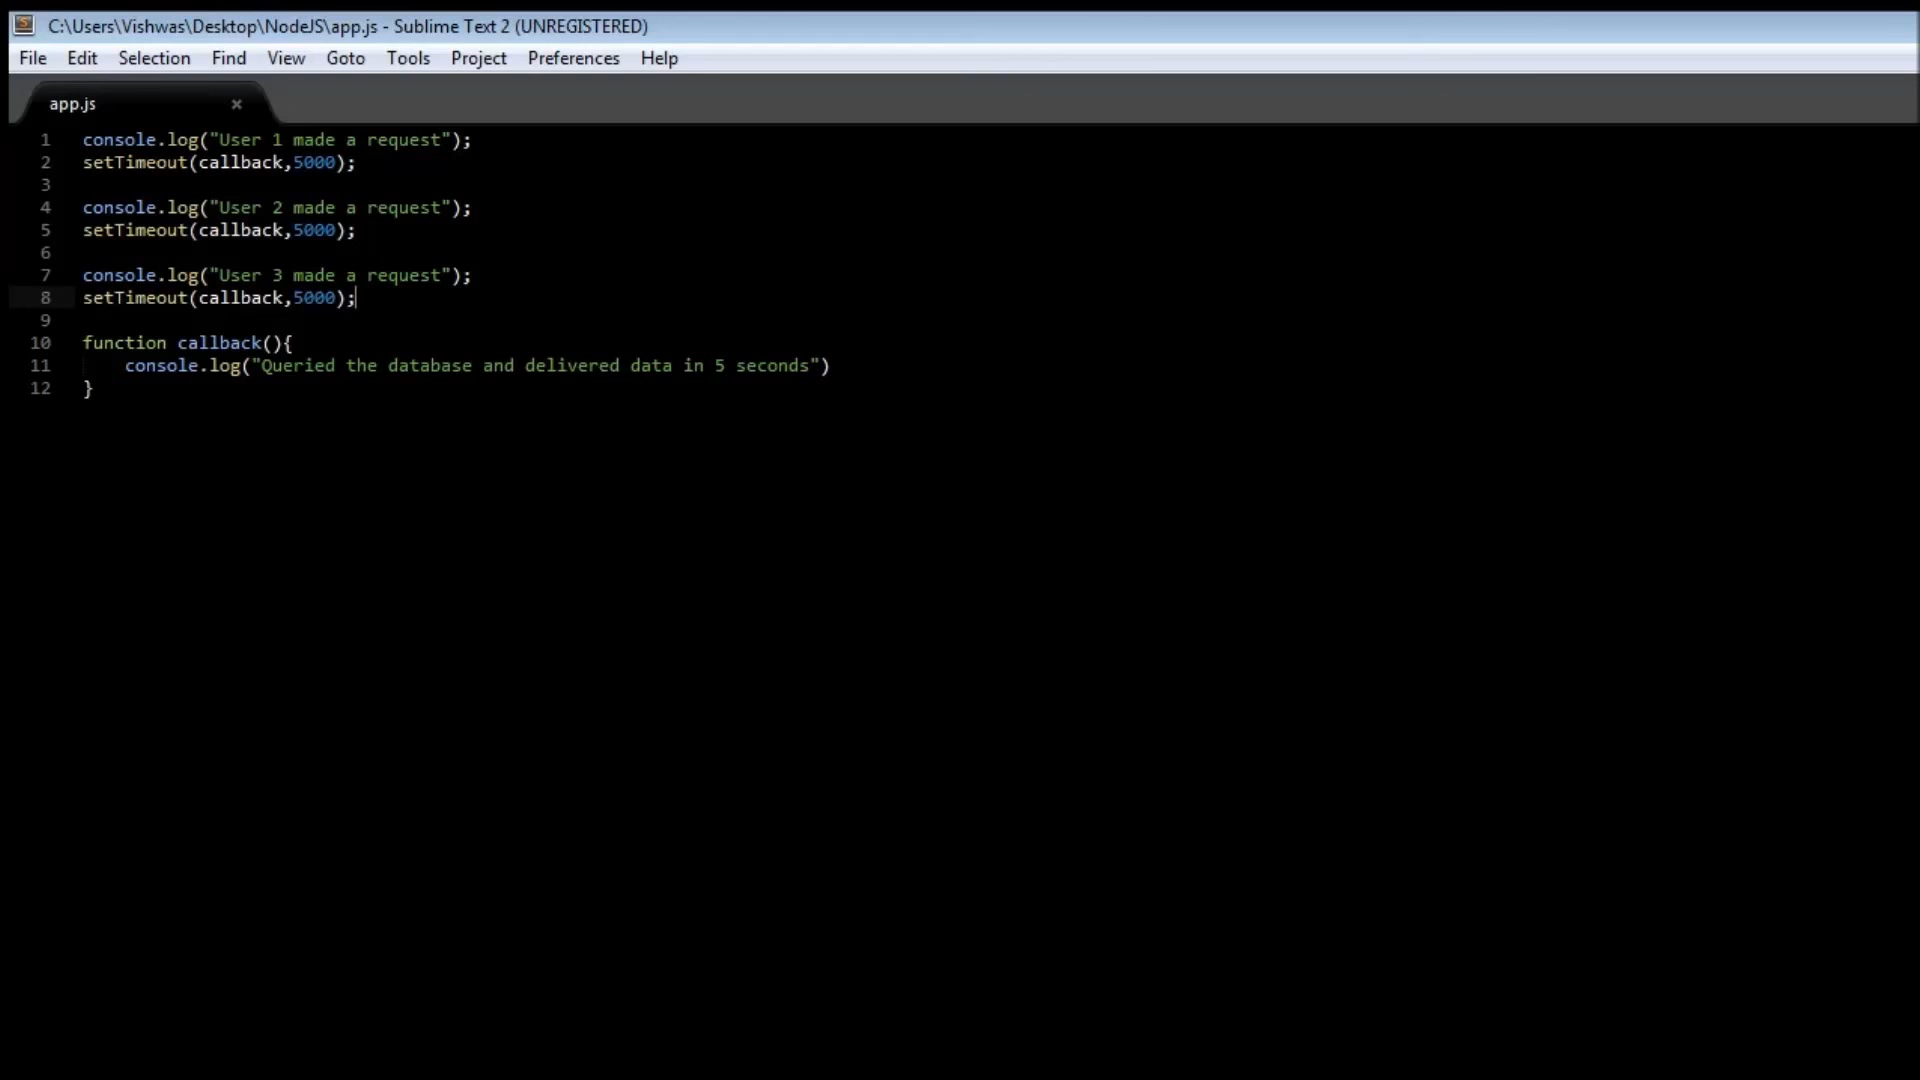 C:\Users\Vishwas\Desktop\NodeJS\app.js - Sublime Text 2 (UNREGISTERED)
File Edit Selection Find View Goto Tools Project Preferences Help
app.js ×
1 console.log("User 1 made a request");
2 setTimeout(callback,5000);
3
4 console.log("User 2 made a request");
5 setTimeout(callback,5000);
6
7 console.log("User 3 made a request");
8 setTimeout(callback,5000);
9
10 function callback(){
11 console.log("Queried the database and delivered data in 5 seconds")
12 }